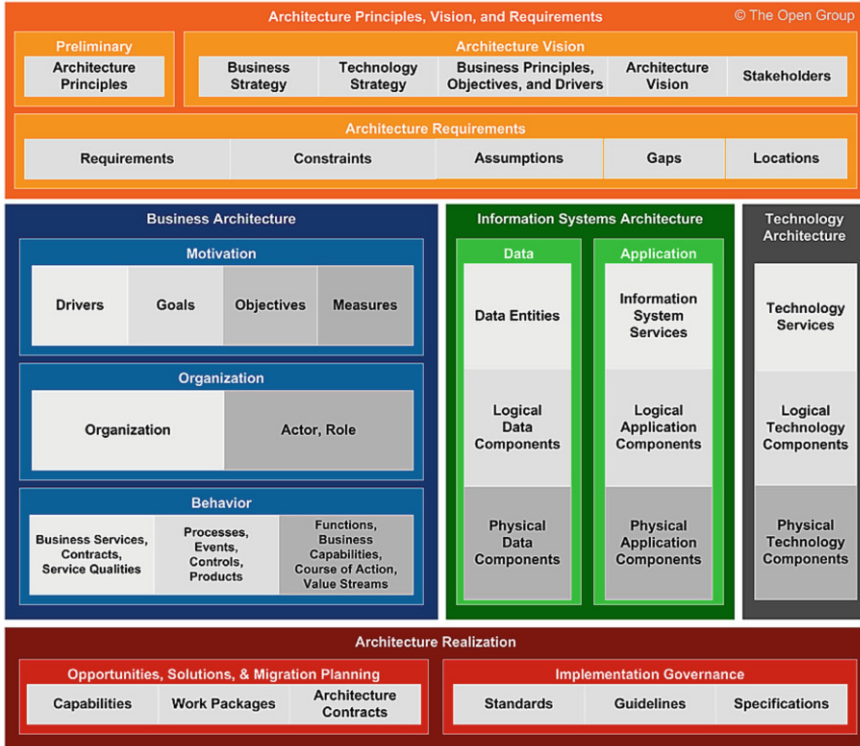 Architecture Principles, Vision, and Requirements
© The Open Group
Preliminary
Architecture
Principles
Architecture Vision
Business
Strategy
Technology
Strategy
Business Principles,
Objectives, and Drivers
Architecture
Vision
Stakeholders
Architecture Requirements
Requirements
Constraints
Assumptions
Gaps
Locations
Business Architecture
Motivation
Drivers
Goals
Objectives
Measures
Organization
Organization
Actor, Role
Behavior
Business Services,
Contracts,
Service Qualities
Processes,
Events,
Controls,
Products
Functions,
Business
Capabilities,
Course of Action,
Value Streams
Information Systems Architecture
Data
Data Entities
Logical
Data
Components
Physical
Data
Components
Application
Information
System
Services
Logical
Application
Components
Physical
Application
Components
Technology
Architecture
Technology
Services
Logical
Technology
Components
Physical
Technology
Components
Architecture Realization
Opportunities, Solutions, & Migration Planning
Capabilities
Work Packages
Architecture
Contracts
Implementation Governance
Standards
Guidelines
Specifications